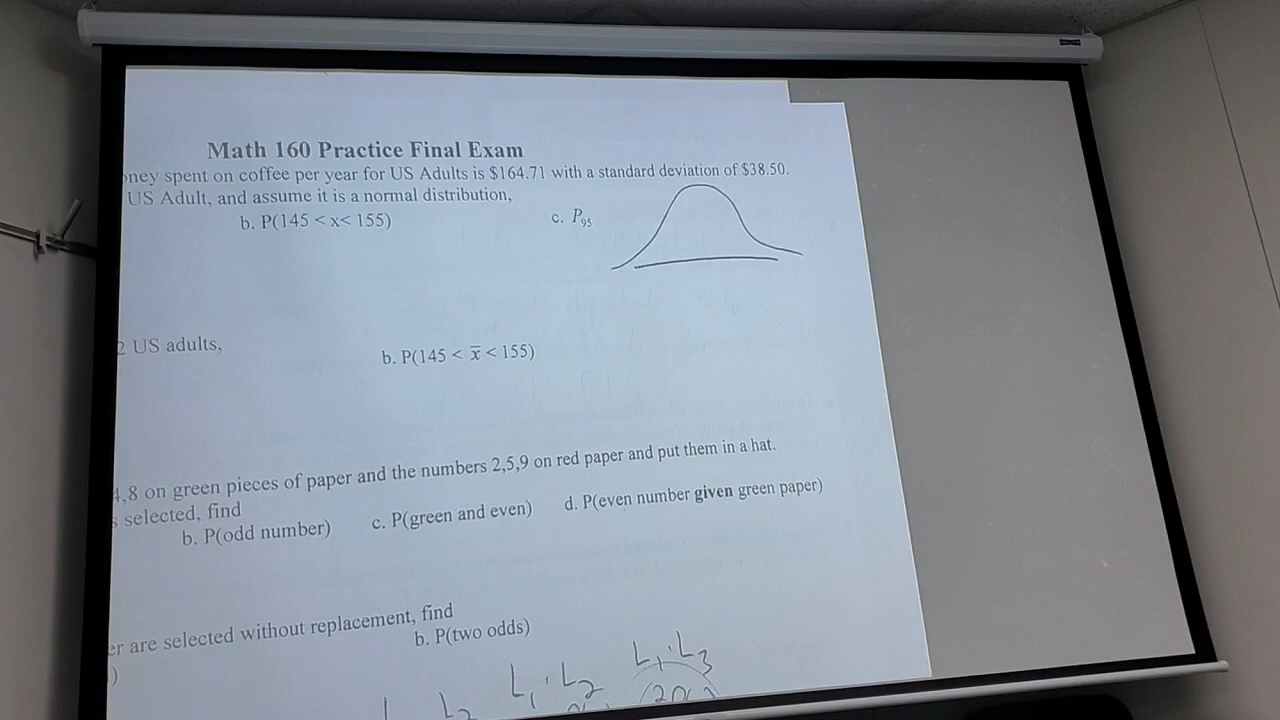 Math 160 Practice Final Exam
spent on coffee per year for US Adults is $164.71 with a standard deviation of $38.50.
US Adult, and assume it is a normal distribution,
b. P(145 < x< 155) c. P95
2 US adults,
b. P(145 < x̅ < 155)
4,8 on green pieces of paper and the numbers 2,5,9 on red paper and put them in a hat.
selected, find
b. P(odd number) c. P(green and even) d. P(even number given green paper)
are selected without replacement, find
) b. P(two odds)
L1·L3
L1·L2
L2